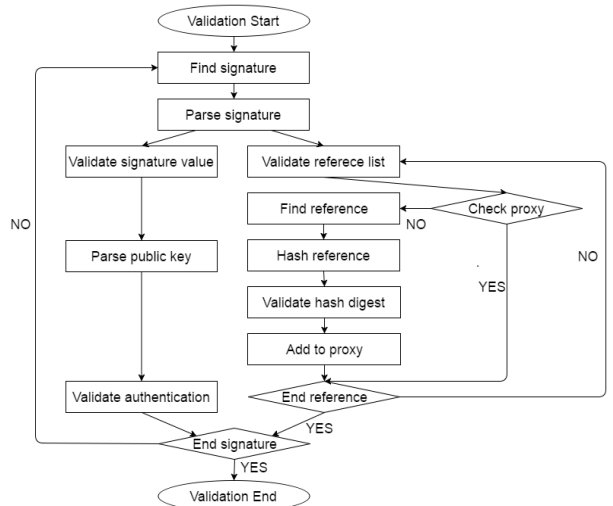 Validation Start
Find signature
Parse signature
Validate signature value
Validate referece list
Find reference
Check proxy
NO
NO
Parse public key
Hash reference
NO
YES
Validate hash digest
Add to proxy
Validate authentication
End reference
YES
End signature
YES
Validation End